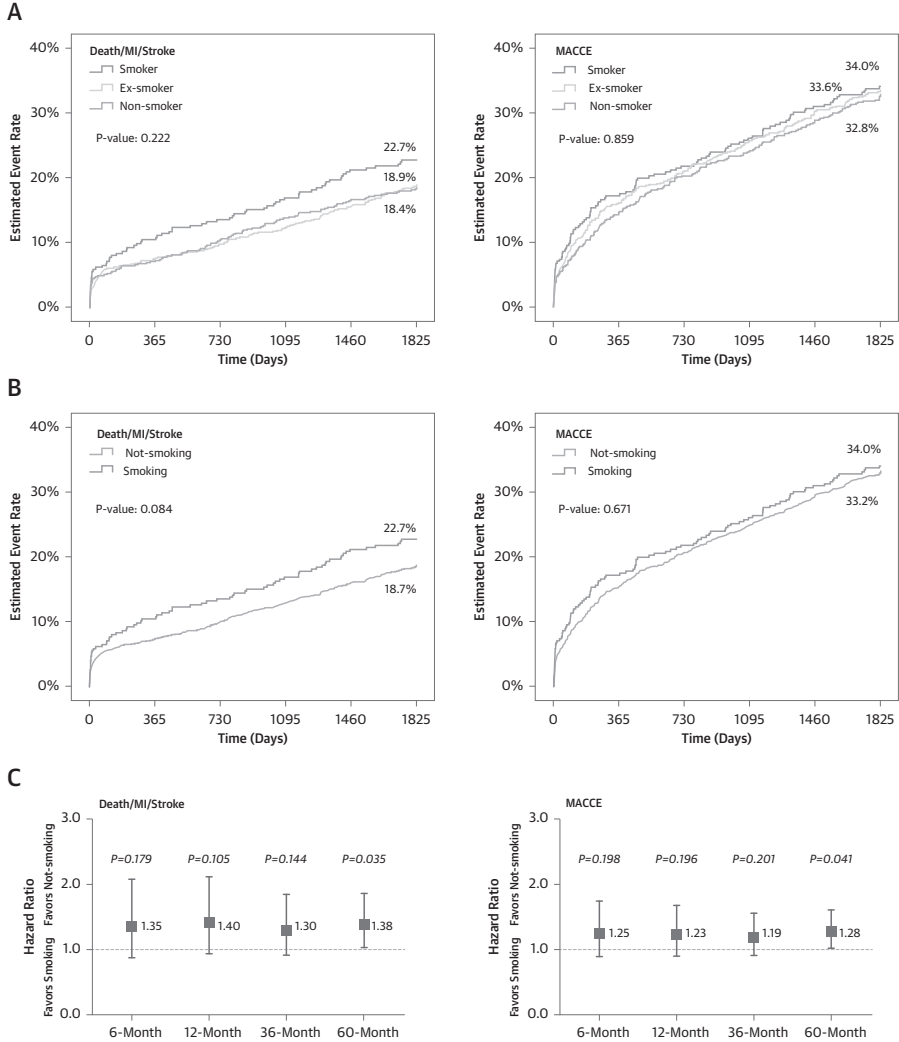 A
Death/MI/Stroke
Smoker
Ex-smoker
Non-smoker
P-value: 0.222
22.7%
18.9%
18.4%
40%
30%
20%
10%
0%
Estimated Event Rate
0 365 730 1095 1460 1825
Time (Days)
MACCE
Smoker
Ex-smoker
Non-smoker
P-value: 0.859
34.0%
33.6%
32.8%
40%
30%
20%
10%
0%
Estimated Event Rate
0 365 730 1095 1460 1825
Time (Days)
B
Death/MI/Stroke
Not-smoking
Smoking
P-value: 0.084
22.7%
18.7%
40%
30%
20%
10%
0%
Estimated Event Rate
0 365 730 1095 1460 1825
Time (Days)
MACCE
Not-smoking
Smoking
P-value: 0.671
34.0%
33.2%
40%
30%
20%
10%
0%
Estimated Event Rate
0 365 730 1095 1460 1825
Time (Days)
C
Death/MI/Stroke
3.0
2.0
1.0
0.0
Hazard Ratio
Favors Smoking Favors Not-smoking
P=0.179 P=0.105 P=0.144 P=0.035
1.35 1.40 1.30 1.38
6-Month 12-Month 36-Month 60-Month
MACCE
3.0
2.0
1.0
0.0
Hazard Ratio
Favors Smoking Favors Not-smoking
P=0.198 P=0.196 P=0.201 P=0.041
1.25 1.23 1.19 1.28
6-Month 12-Month 36-Month 60-Month